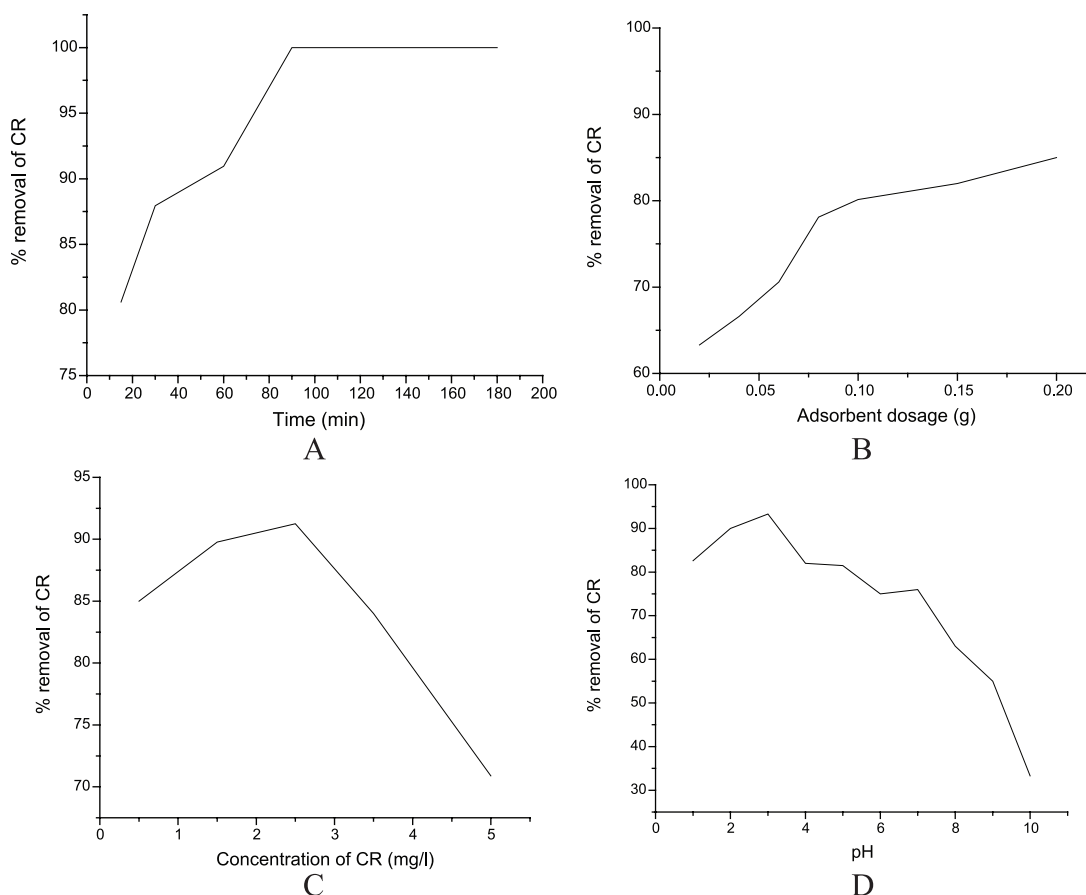 100
95
90
85
80
75
% removal of CR
0 20 40 60 80 100 120 140 160 180 200
Time (min)
A
100
90
80
70
60
% removal of CR
0.00 0.05 0.10 0.15 0.20
Adsorbent dosage (g)
B
95
90
85
80
75
70
% removal of CR
0 1 2 3 4 5
Concentration of CR (mg/l)
C
100
90
80
70
60
50
40
30
% removal of CR
0 2 4 6 8 10
pH
D